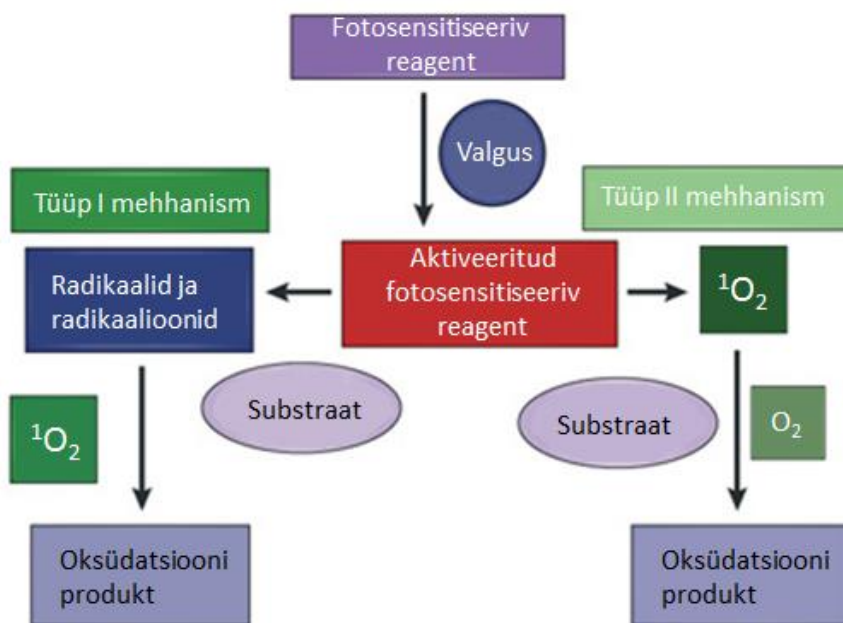 Fotosensitiseeriv
reagent
Valgus
Tüüp I mehhanism
Tüüp II mehhanism
Radikaalid ja
radikaalioonid
Aktiveeritud
fotosensitiseeriv
reagent
¹O₂
Substraat
Substraat
¹O₂
O₂
Oksüdatsiooni
produkt
Oksüdatsiooni
produkt